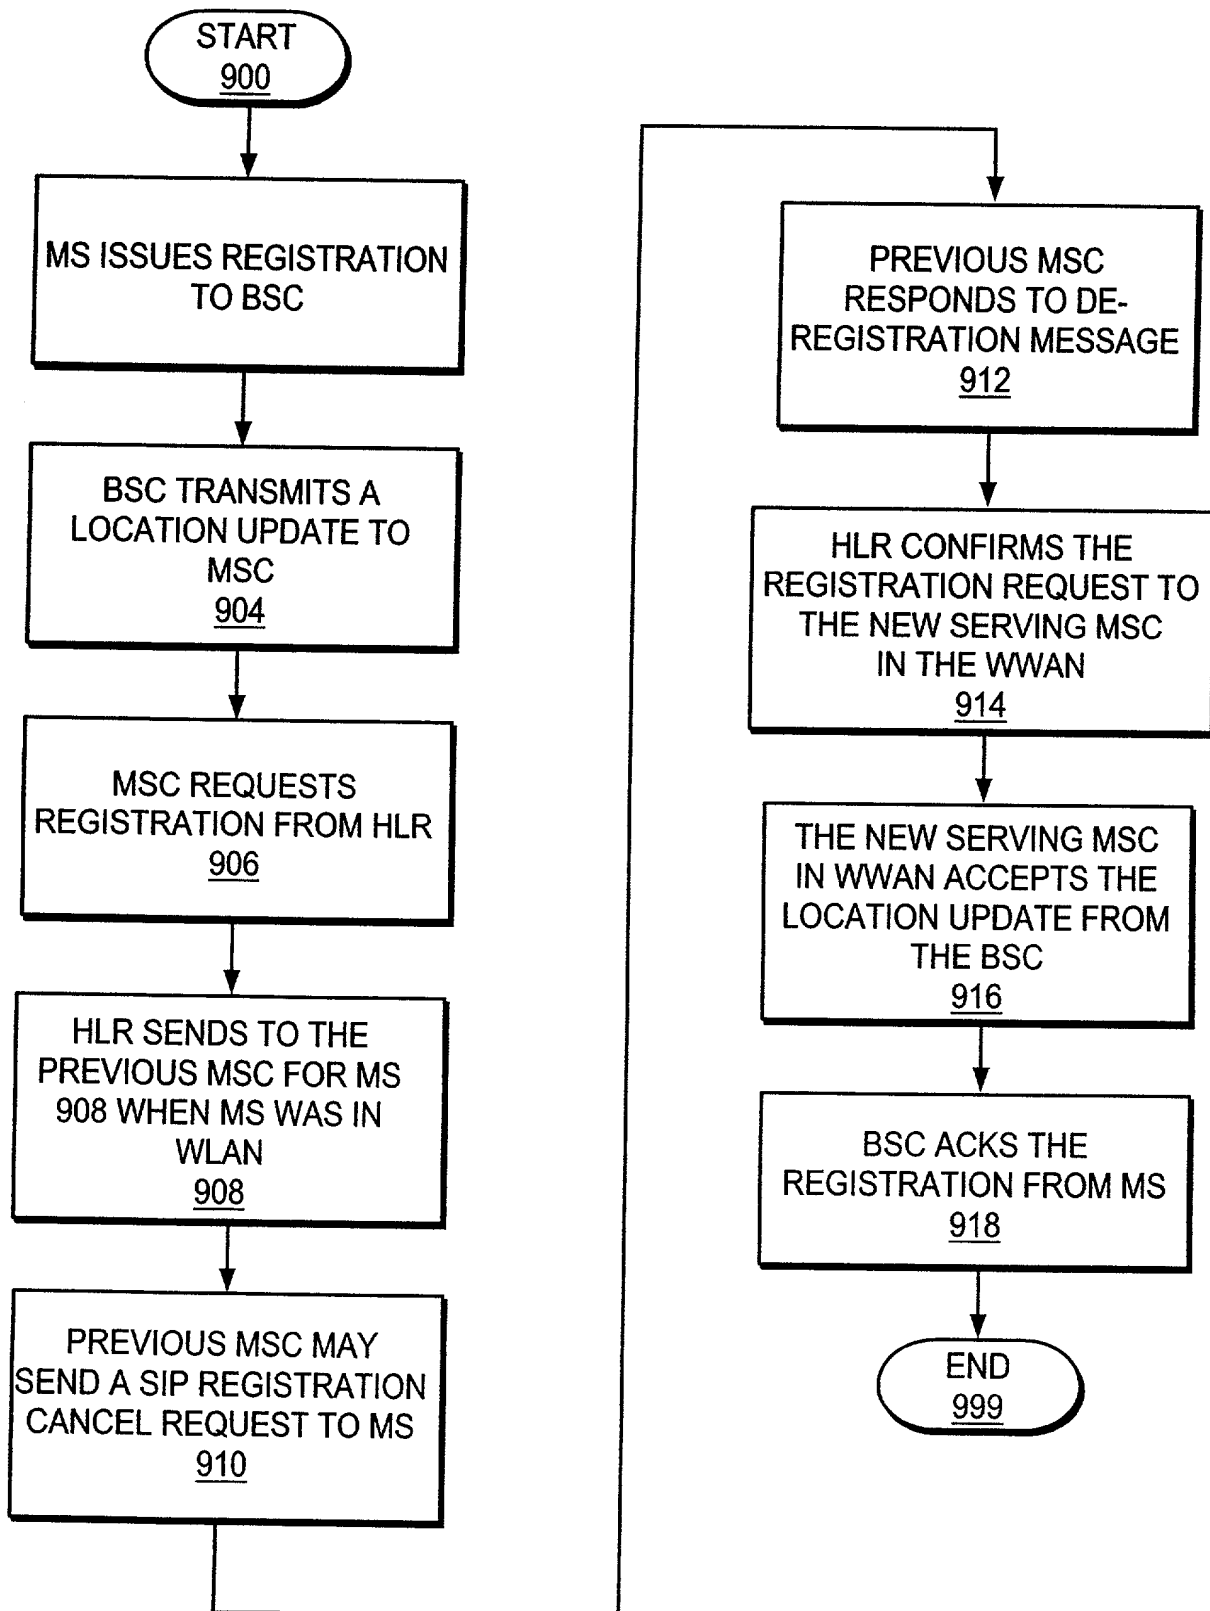 START
900
MS ISSUES REGISTRATION
TO BSC
BSC TRANSMITS A
LOCATION UPDATE TO
MSC
904
MSC REQUESTS
REGISTRATION FROM HLR
906
HLR SENDS TO THE
PREVIOUS MSC FOR MS
908 WHEN MS WAS IN
WLAN
908
PREVIOUS MSC MAY
SEND A SIP REGISTRATION
CANCEL REQUEST TO MS
910
PREVIOUS MSC
RESPONDS TO DE-
REGISTRATION MESSAGE
912
HLR CONFIRMS THE
REGISTRATION REQUEST TO
THE NEW SERVING MSC
IN THE WWAN
914
THE NEW SERVING MSC
IN WWAN ACCEPTS THE
LOCATION UPDATE FROM
THE BSC
916
BSC ACKS THE
REGISTRATION FROM MS
918
END
999